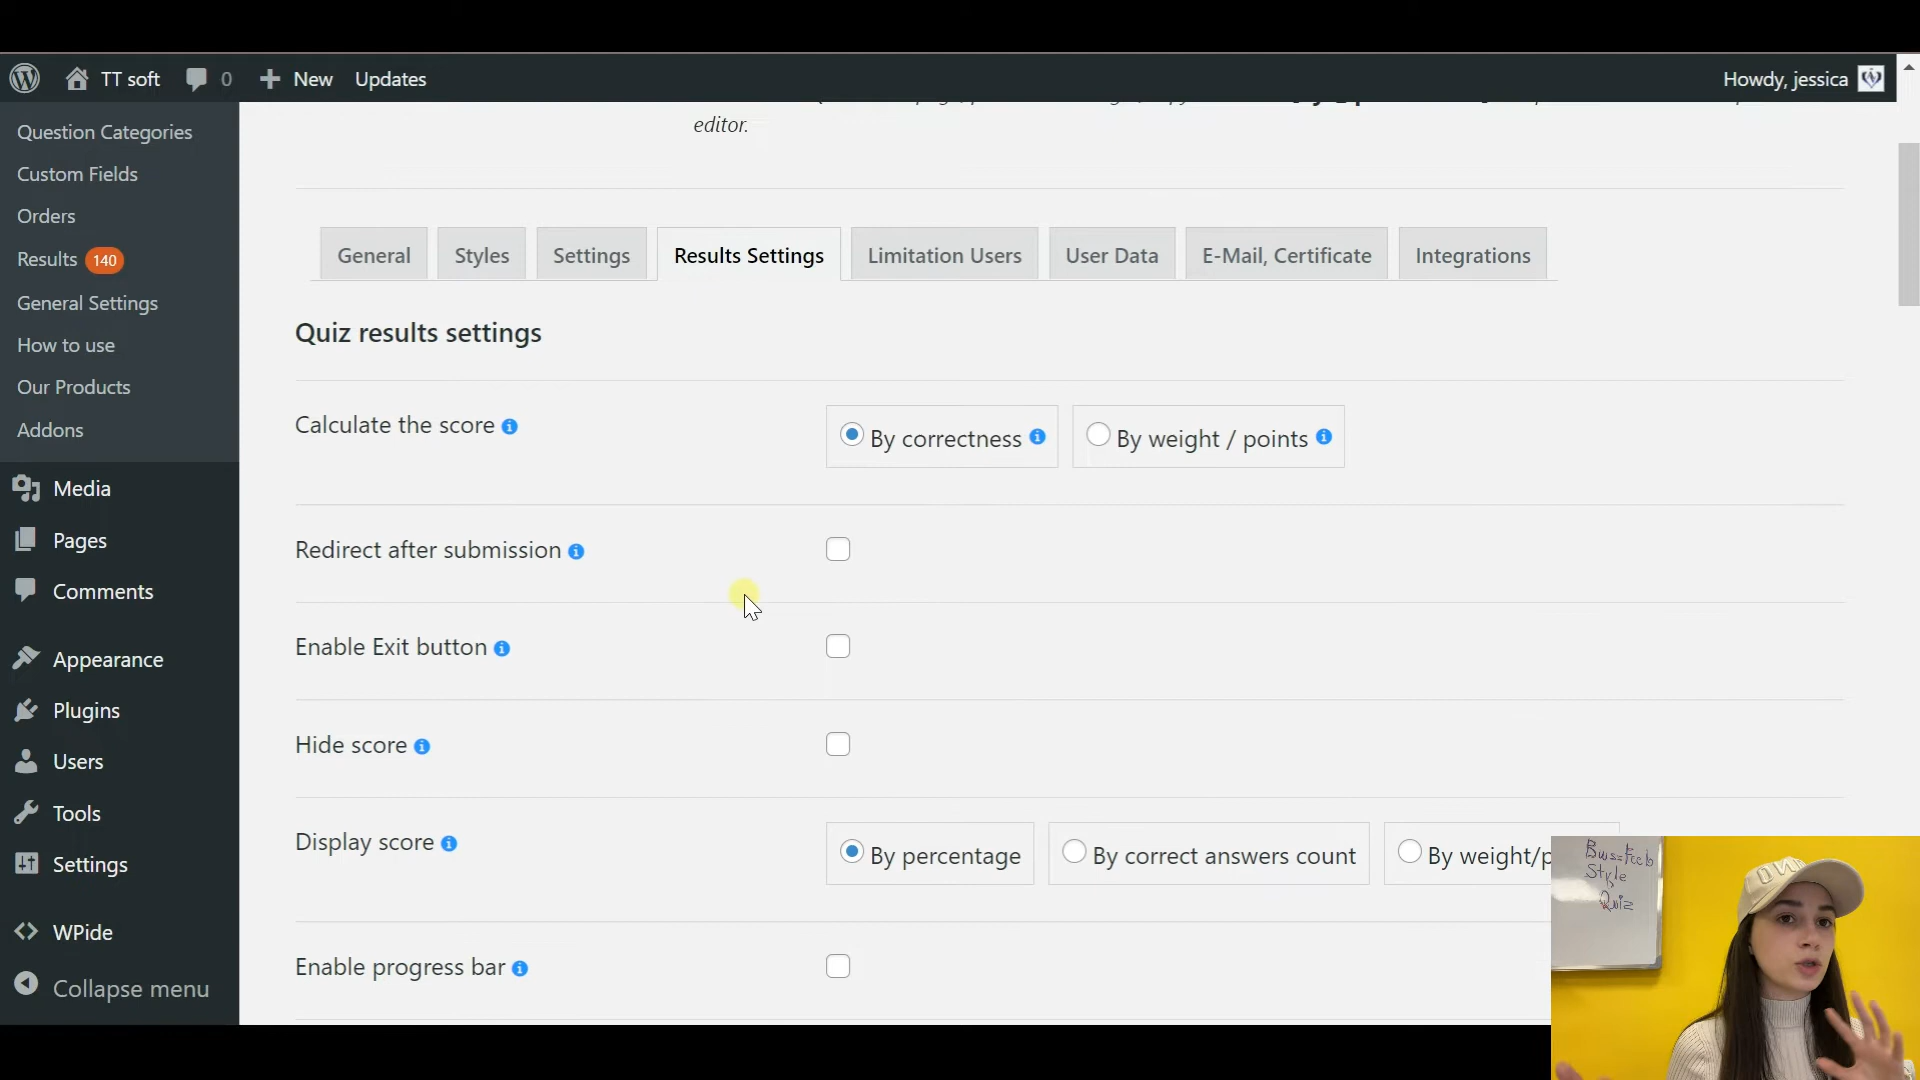 TT soft 0 New Updates Howdy, jessica
editor.
Question Categories
Custom Fields
Orders
Results 140
General Settings
How to use
Our Products
Addons
Media
Pages
Comments
Appearance
Plugins
Users
Tools
Settings
WPide
Collapse menu
General Styles Settings Results Settings Limitation Users User Data E-Mail, Certificate Integrations
Quiz results settings
Calculate the score By correctness By weight / points
Redirect after submission
Enable Exit button
Hide score
Display score By percentage By correct answers count By weight/p
Enable progress bar
Style
Quiz